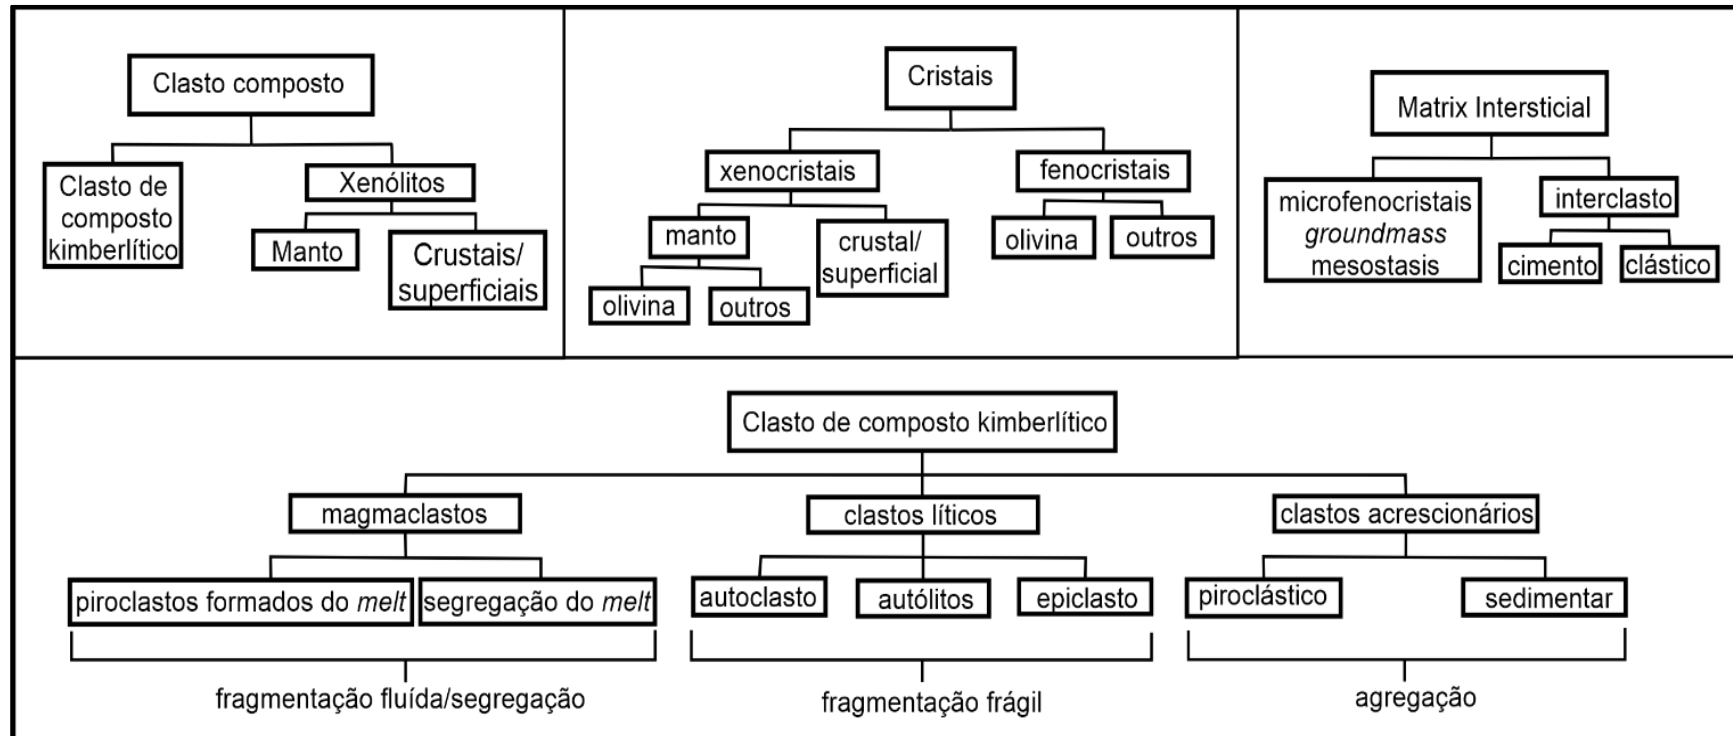 Clasto composto
Clasto de
composto
kimberlítico
Xenólitos
Manto
Crustais/
superficiais
Cristais
xenocristais
fenocristais
manto
crustal/
superficial
olivina
outros
olivina
outros
Matrix Intersticial
microfenocristais
groundmass
mesostasis
interclasto
cimento
clástico
Clasto de composto kimberlítico
magmaclastos
clastos líticos
clastos acrescionários
piroclastos formados do melt
segregação do melt
autoclasto
autólitos
epiclasto
piroclástico
sedimentar
fragmentação fluída/segregação
fragmentação frágil
agregação